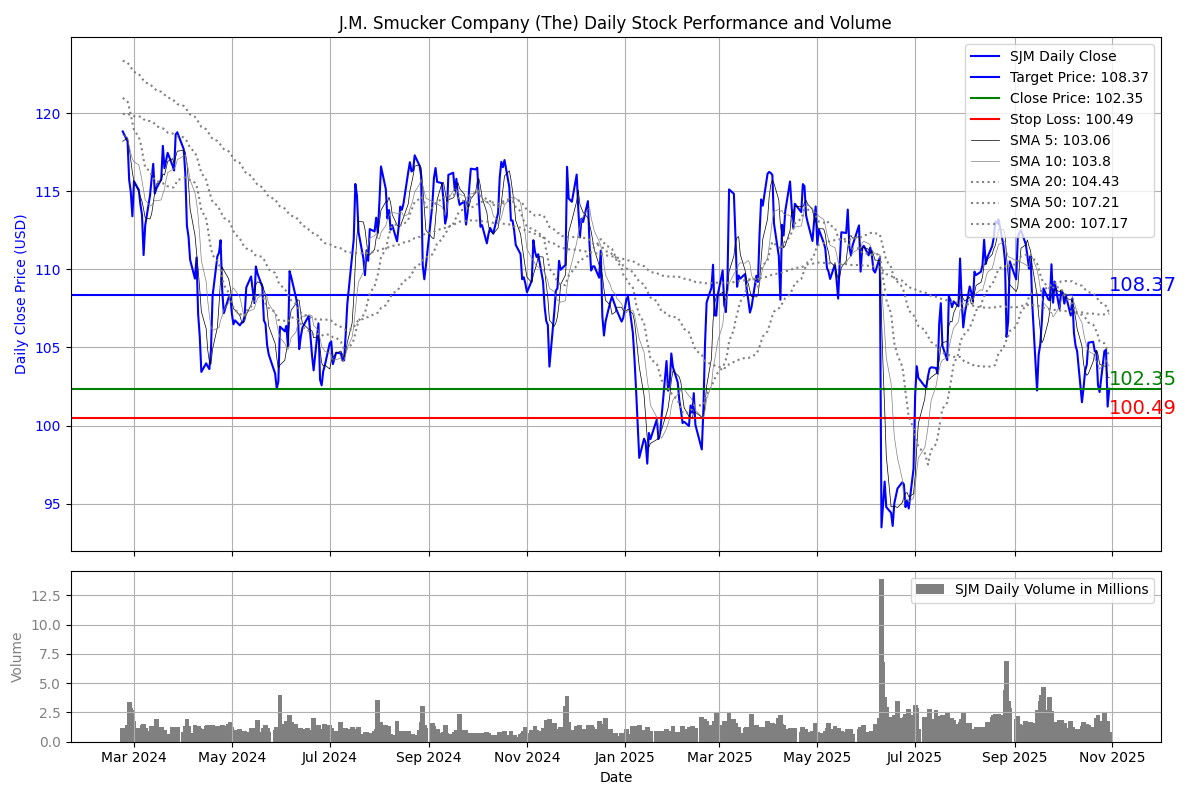 J.M. Smucker Company (The) Daily Stock Performance and Volume
SJM Daily Close
Target Price: 108.37
Close Price: 102.35
Stop Loss: 100.49
SMA 5: 103.06
SMA 10: 103.8
SMA 20: 104.43
SMA 50: 107.21
SMA 200: 107.17
Daily Close Price (USD)
120
115
110
105
100
95
108.37
102.35
100.49
SJM Daily Volume in Millions
Volume
12.5
10.0
7.5
5.0
2.5
0.0
Mar 2024 May 2024 Jul 2024 Sep 2024 Nov 2024 Jan 2025 Mar 2025 May 2025 Jul 2025 Sep 2025 Nov 2025
Date